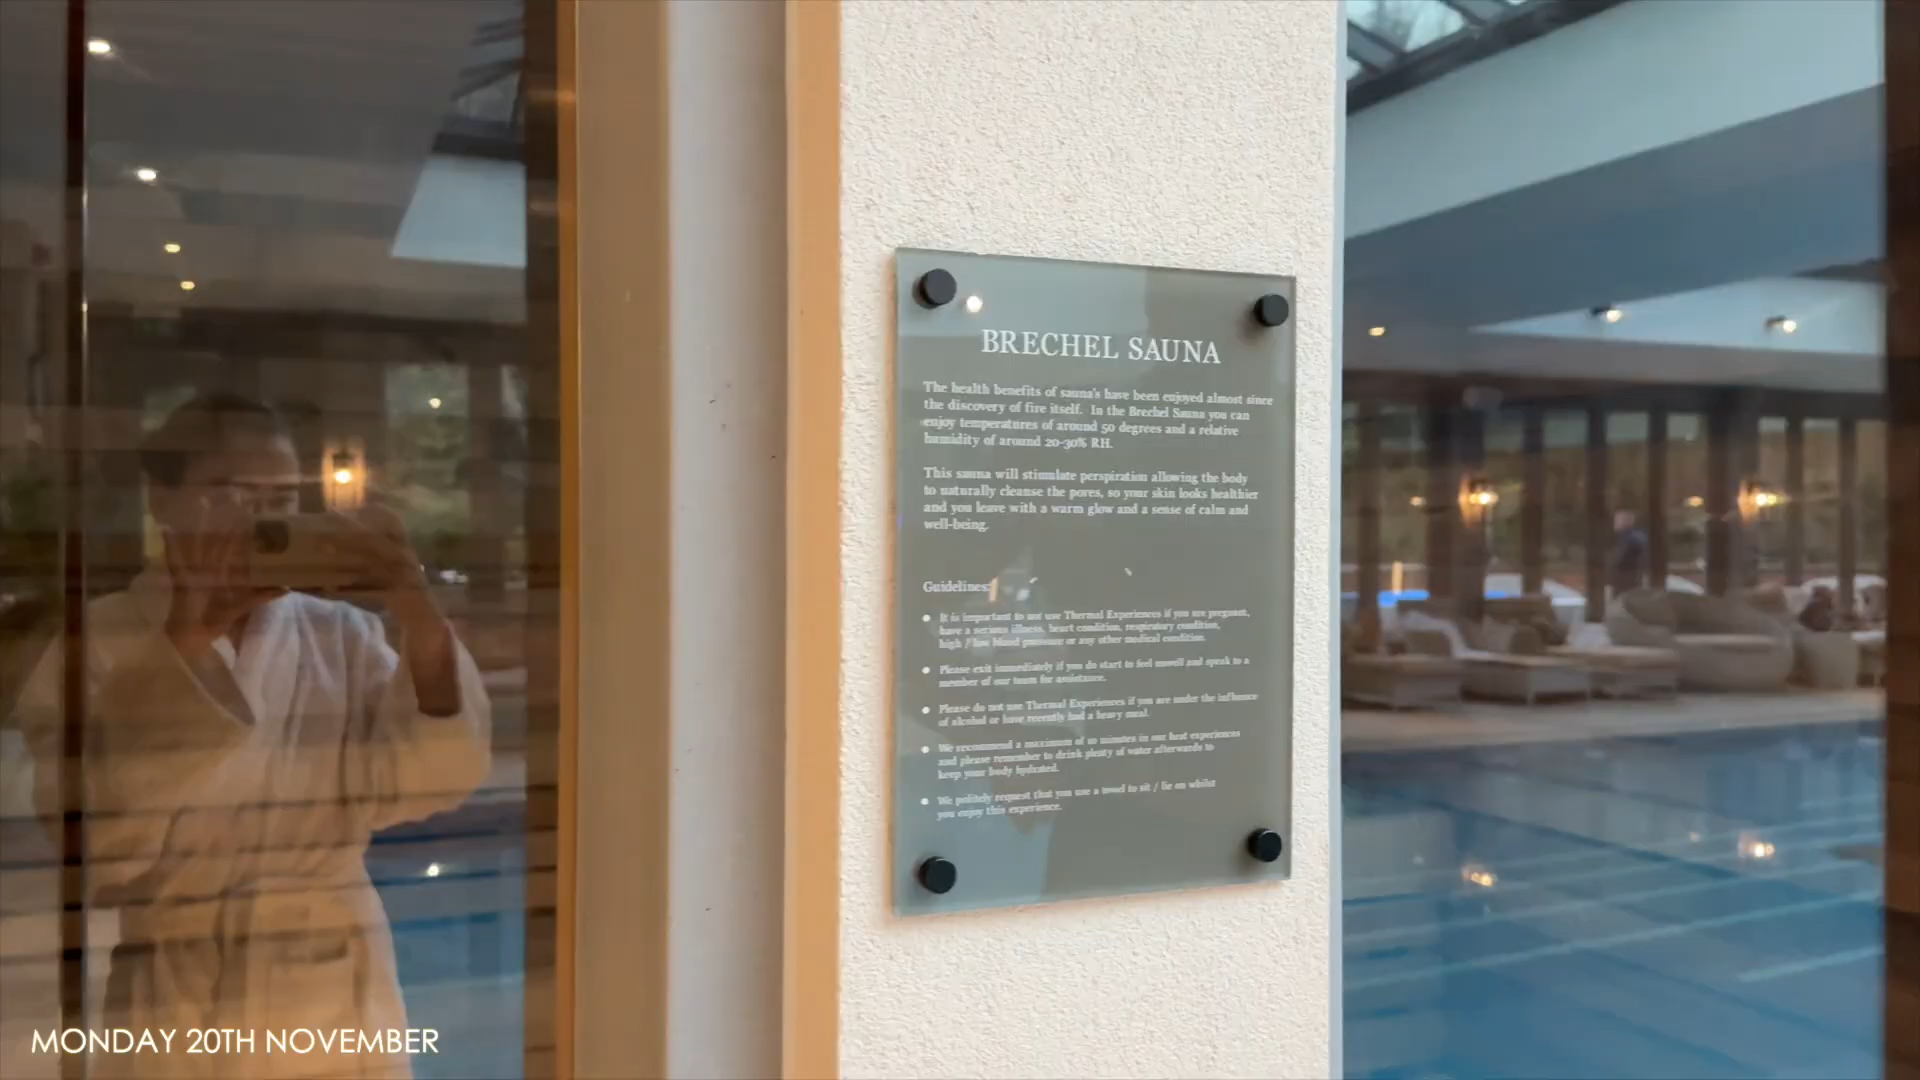 BRECHEL SAUNA
The health benefits of sauna's have been enjoyed almost since
the discovery of fire itself. In the Brechel Sauna you can
enjoy temperatures of around 50 degrees and a relative
humidity of around 20-30% RH.
This sauna will stimulate perspiration allowing the body
to naturally cleanse the pores, so your skin looks healthier
and you leave with a warm glow and a sense of calm and
well-being.
Guidelines:
• It is important to not use Thermal Experiences if you are pregnant,
have a serious illness, heart condition, respiratory condition,
high / low blood pressure or any other medical condition.
• Please exit immediately if you do start to feel unwell and speak to a
member of our team for assistance.
• Please do not use Thermal Experiences if you are under the influence
of alcohol or have recently had a heavy meal.
• We recommend a maximum of 10 minutes in our heat experiences
and please remember to drink plenty of water afterwards to
keep your body hydrated.
• We politely request that you use a towel to sit / lie on whilst
you enjoy this experience.
MONDAY 20TH NOVEMBER